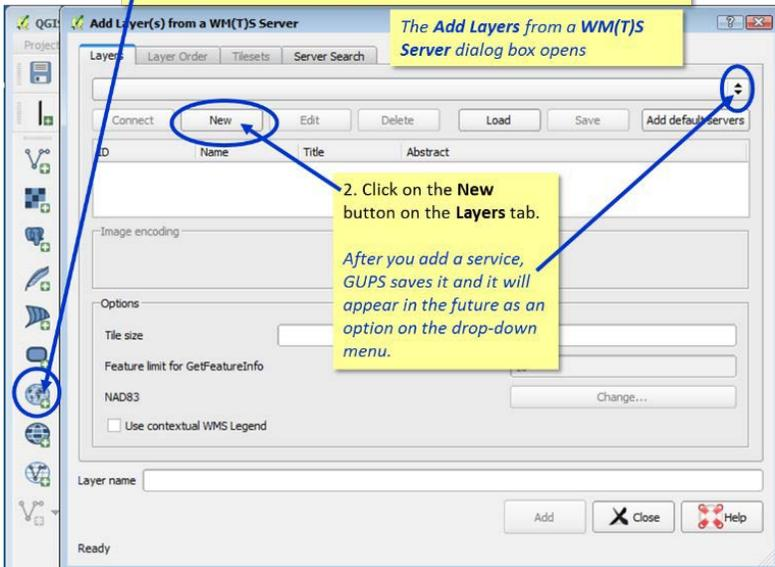 QGIS
Add Layer(s) from a WM(T)S Server
Project
The Add Layers from a WM(T)S
Server dialog box opens
Layers
Layer Order
Tilesets
Server Search
Connect
New
Edit
Delete
Load
Save
Add default servers
ID
Name
Title
Abstract
2. Click on the New
button on the Layers tab.
After you add a service,
GUPS saves it and it will
appear in the future as an
option on the drop-down
menu.
Image encoding
Options
Tile size
Feature limit for GetFeatureInfo
NAD83
Change...
Use contextual WMS Legend
Layer name
Add
Close
Help
Ready